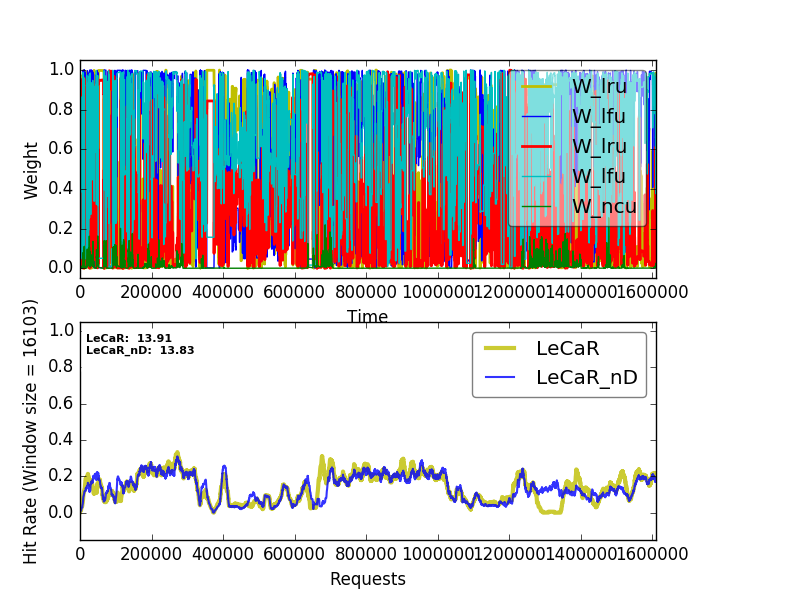 1.0
0.8
0.6
0.4
0.2
0.0
Weight
W_lru
W_lfu
W_lru
W_lfu
W_ncu
0 200000 400000 600000 800000 1000000 1200000 1400000 1600000
Time
1.0
0.8
0.6
0.4
0.2
0.0
Hit Rate (Window size = 16103)
LeCaR: 13.91
LeCaR_nD: 13.83
LeCaR
LeCaR_nD
0 200000 400000 600000 800000 1000000 1200000 1400000 1600000
Requests